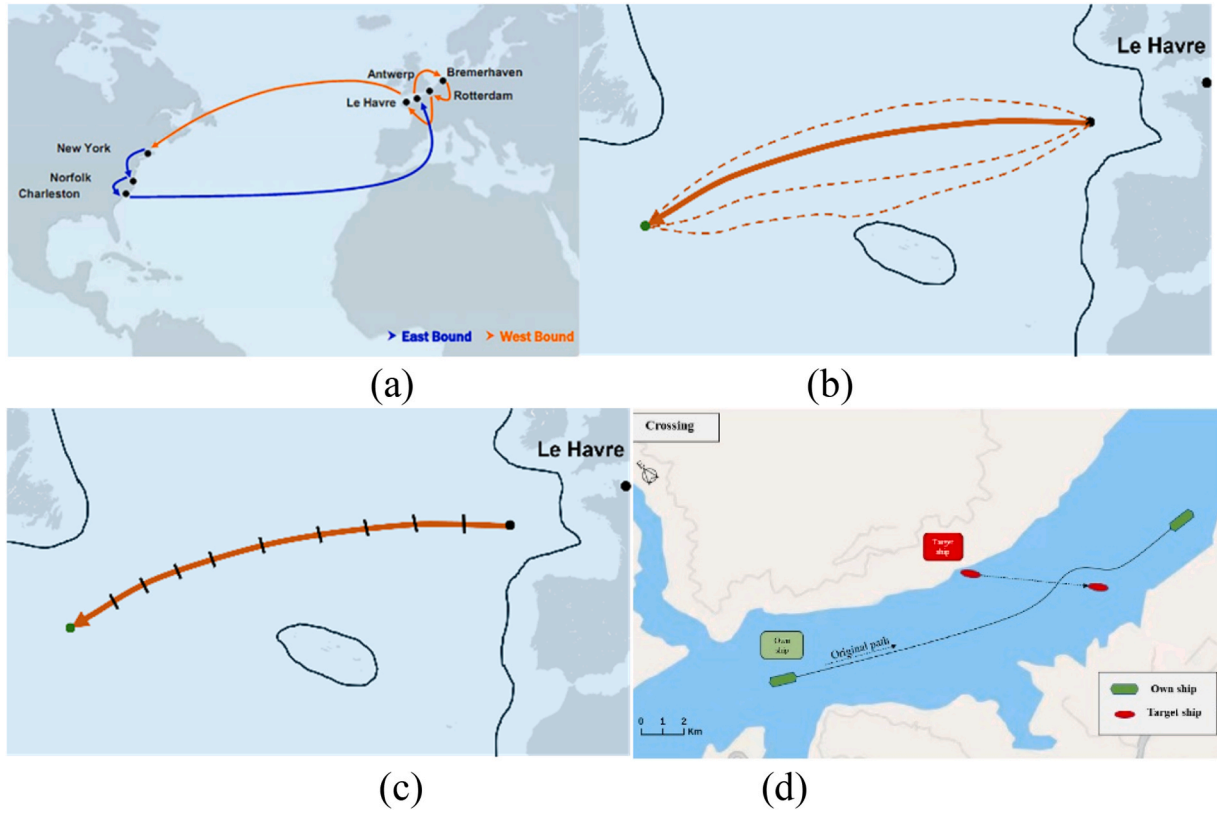 Antwerp
Bremerhaven
Le Havre
Rotterdam
New York
Norfolk
Charleston
East Bound
West Bound
(a)
Le Havre
(b)
Le Havre
(c)
Crossing
Target
ship
Own
ship
Original path
0 1 2
Km
Own ship
Target ship
(d)